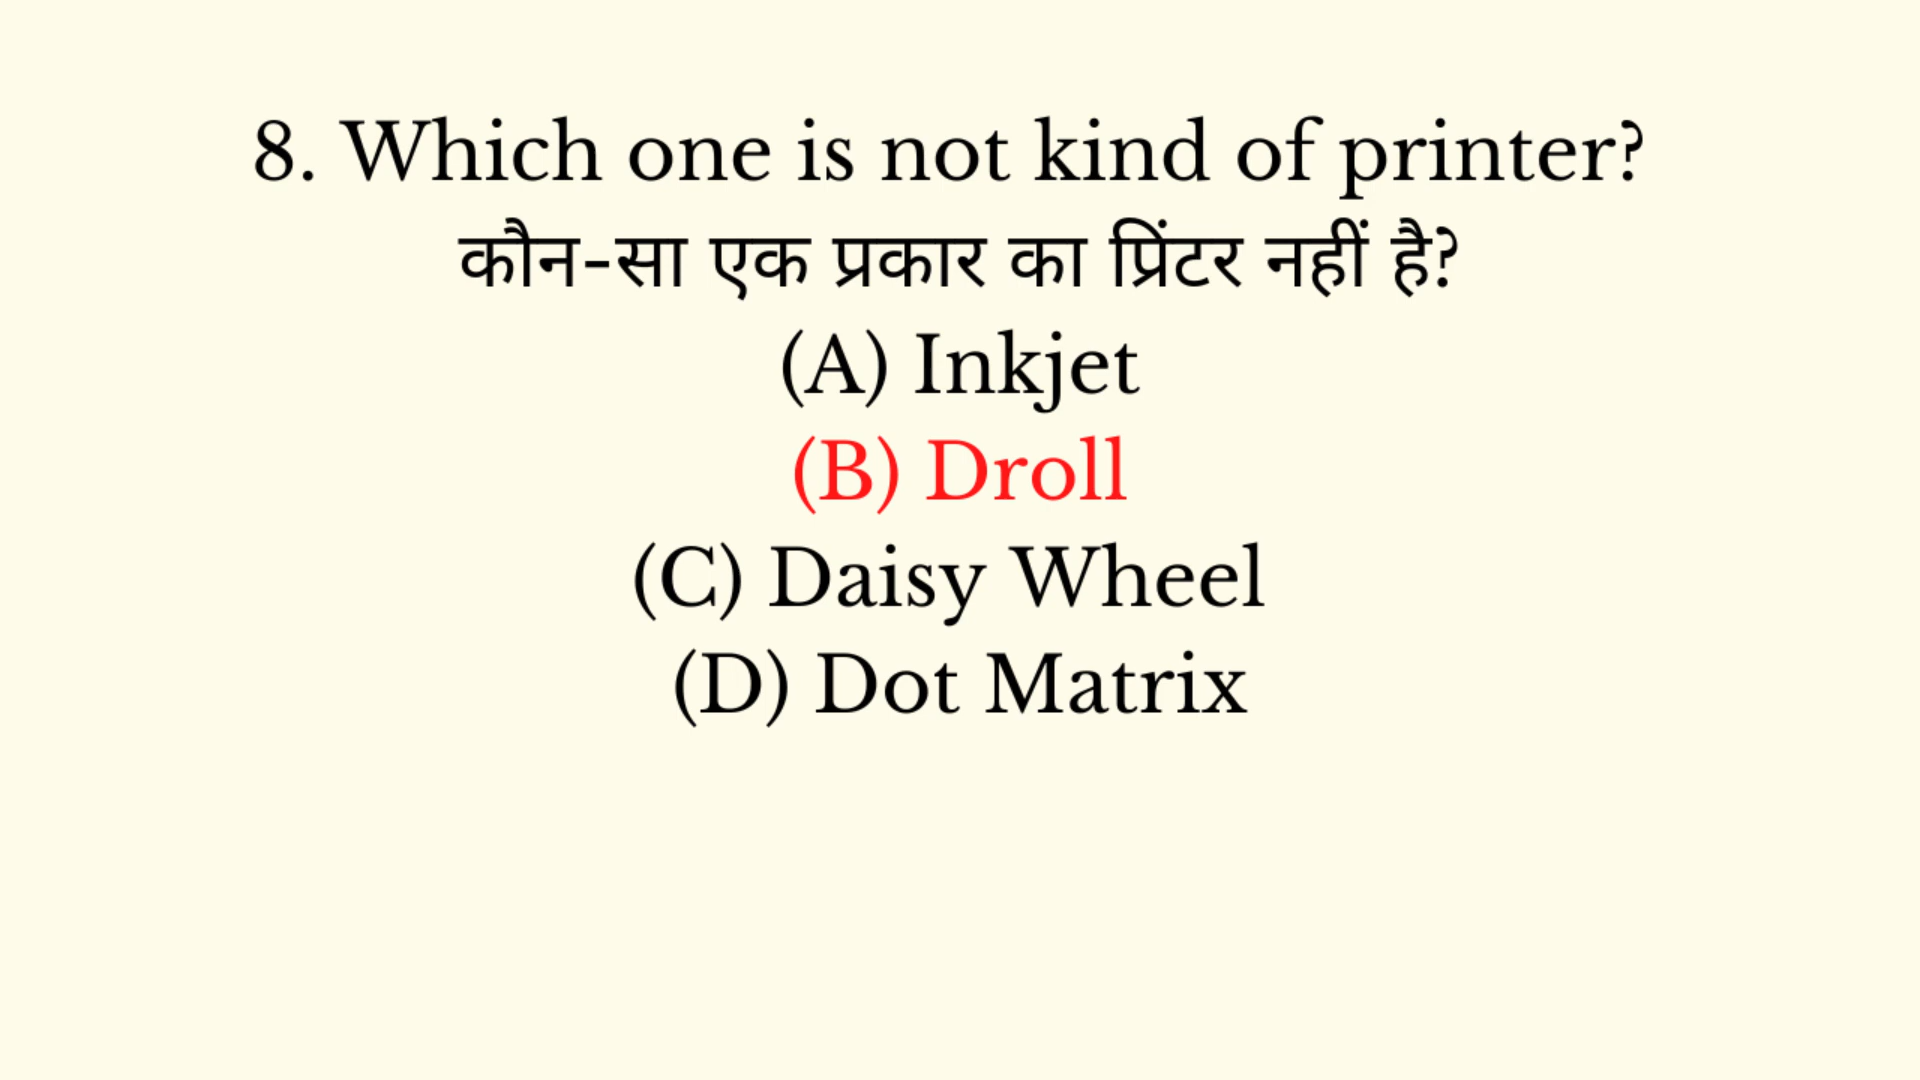 8. Which one is not kind of printer?
कौन-सा एक प्रकार का प्रिंटर नहीं है?
(A) Inkjet
(B) Droll
(C) Daisy Wheel
(D) Dot Matrix